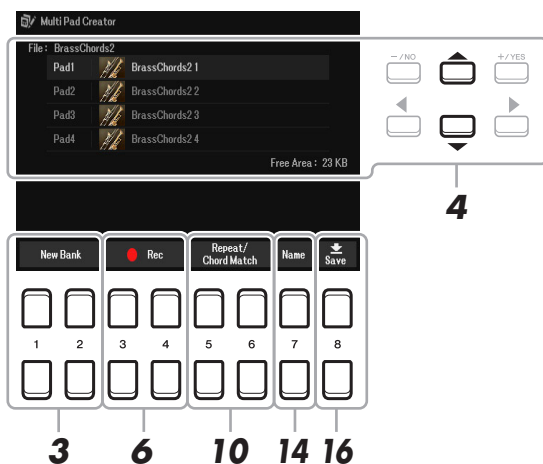 Multi Pad Creator
File : BrassChords2
Pad1 BrassChords2 1
Pad2 BrassChords2 2
Pad3 BrassChords2 3
Pad4 BrassChords2 4
Free Area : 23 KB
–/NO
+/YES
4
New Bank
Rec
Repeat/
Chord Match
Name
Save
1 2 3 4 5 6 7 8
3 6 10 14 16